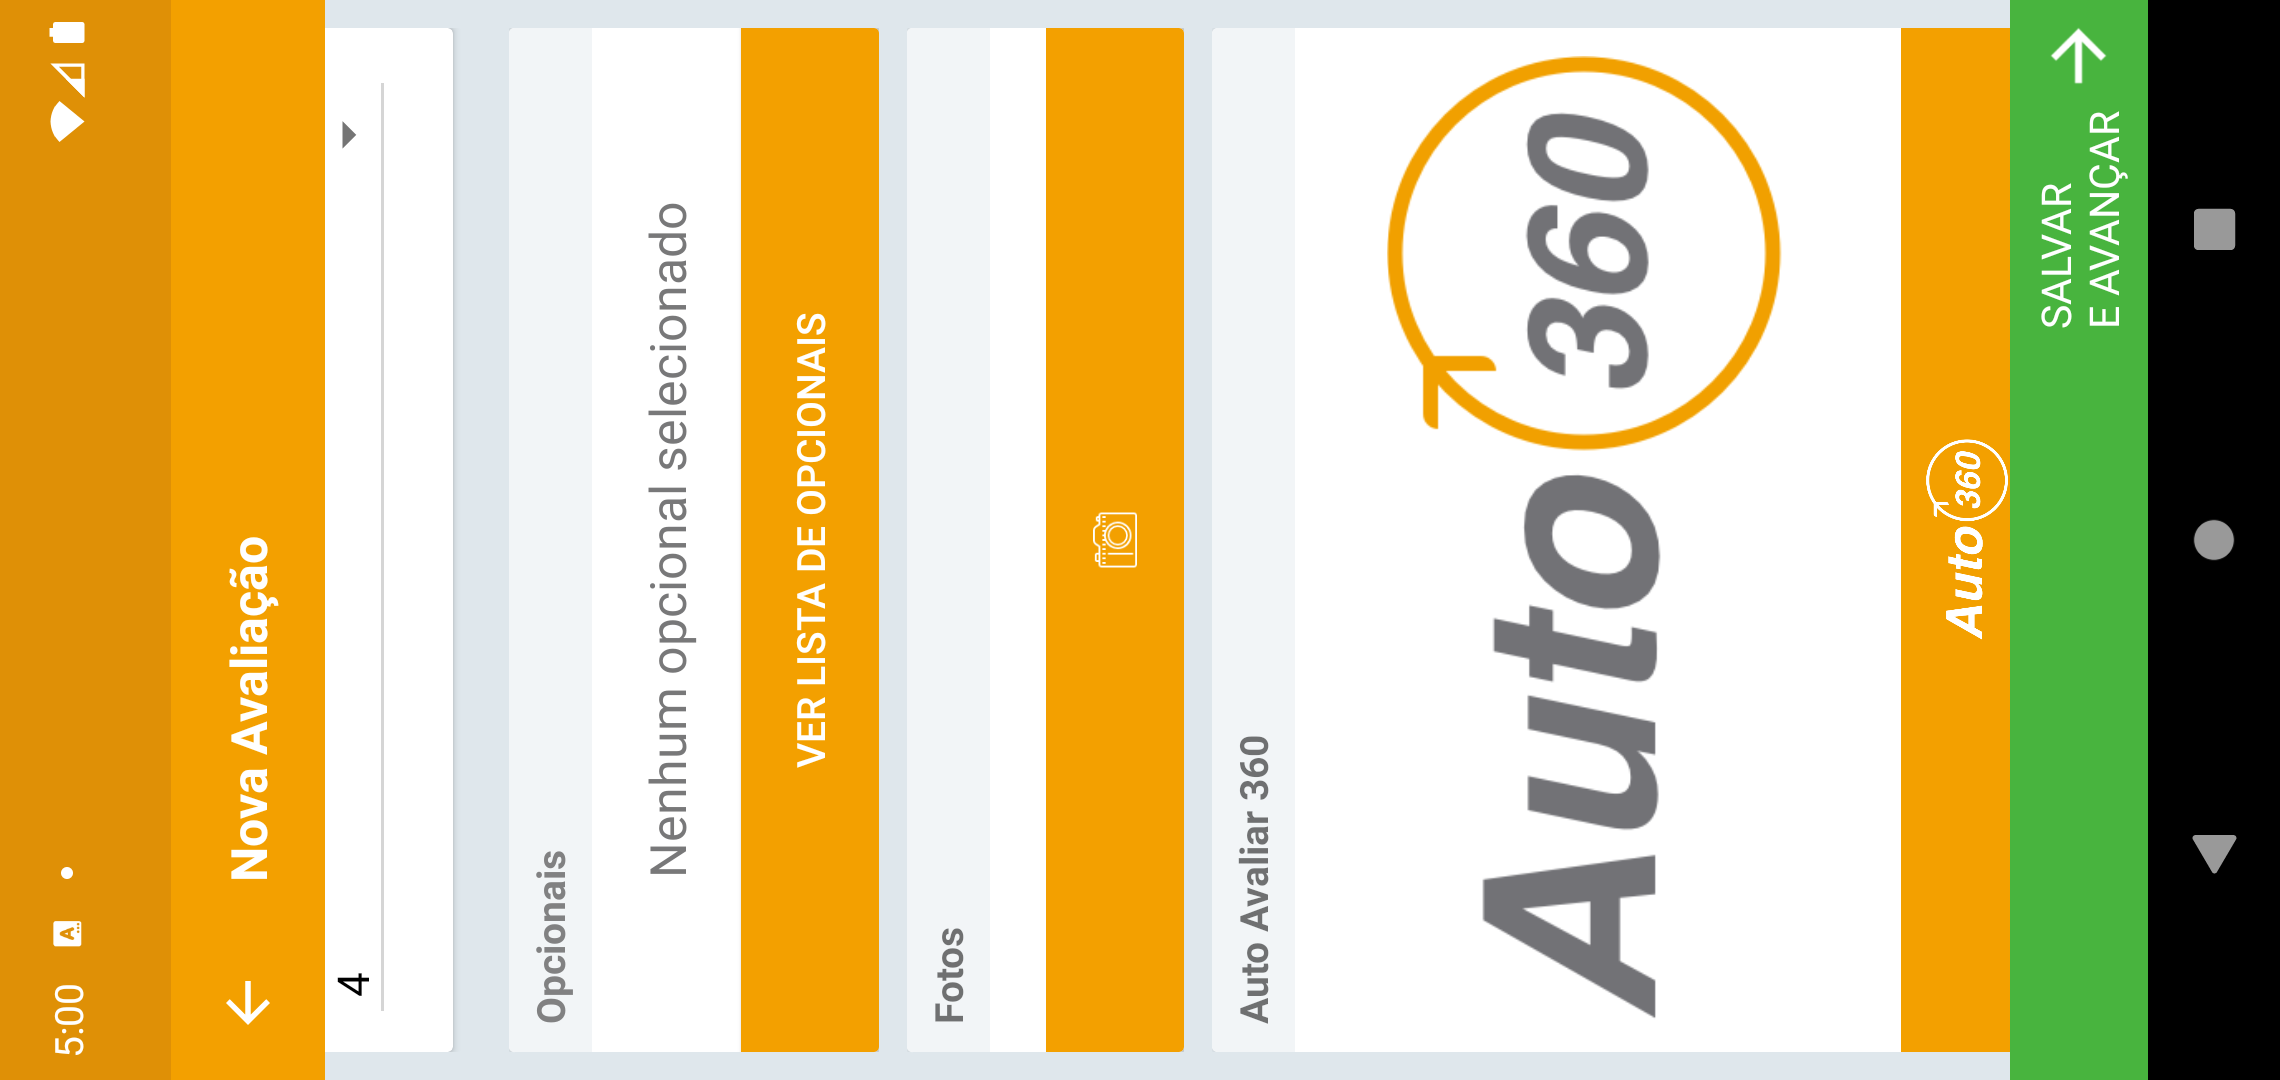 5:00
Nova Avaliação
4
Opcionais
Nenhum opcional selecionado
VER LISTA DE OPCIONAIS
Fotos
Auto Avaliar 360
Auto 360
Auto 360
SALVAR
E AVANÇAR